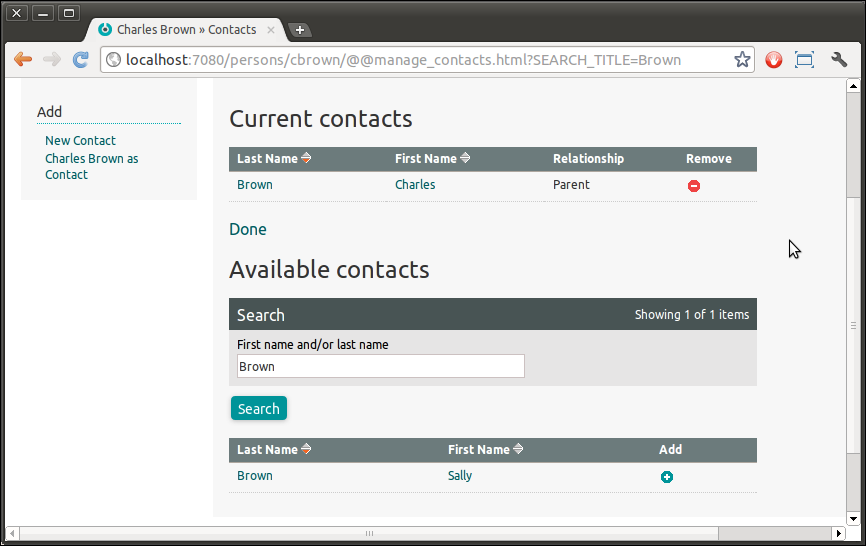 Charles Brown » Contacts
localhost:7080/persons/cbrown/@@manage_contacts.html?SEARCH_TITLE=Brown
Add
New Contact
Charles Brown as
Contact
Current contacts
Last Name First Name Relationship Remove
Brown Charles Parent
Done
Available contacts
Search Showing 1 of 1 items
First name and/or last name
Brown
Search
Last Name First Name Add
Brown Sally